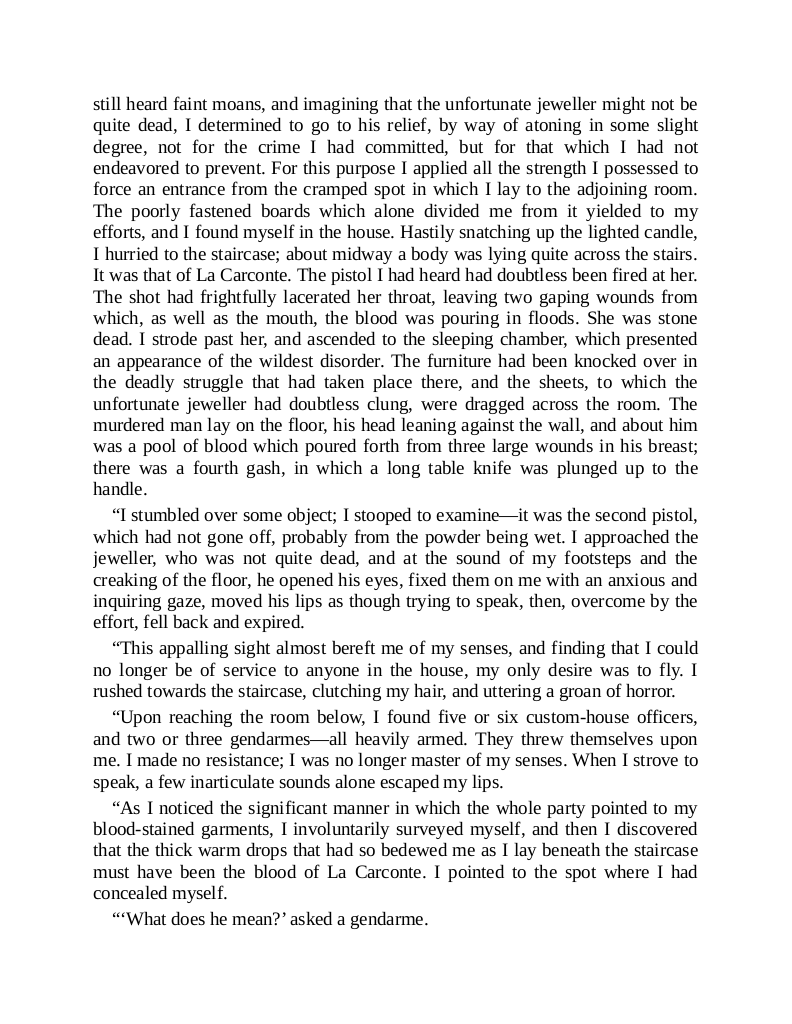 still heard faint moans, and imagining that the unfortunate jeweller might not be
quite dead, I determined to go to his relief, by way of atoning in some slight
degree, not for the crime I had committed, but for that which I had not
endeavored to prevent. For this purpose I applied all the strength I possessed to
force an entrance from the cramped spot in which I lay to the adjoining room.
The poorly fastened boards which alone divided me from it yielded to my
efforts, and I found myself in the house. Hastily snatching up the lighted candle,
I hurried to the staircase; about midway a body was lying quite across the stairs.
It was that of La Carconte. The pistol I had heard had doubtless been fired at her.
The shot had frightfully lacerated her throat, leaving two gaping wounds from
which, as well as the mouth, the blood was pouring in floods. She was stone
dead. I strode past her, and ascended to the sleeping chamber, which presented
an appearance of the wildest disorder. The furniture had been knocked over in
the deadly struggle that had taken place there, and the sheets, to which the
unfortunate jeweller had doubtless clung, were dragged across the room. The
murdered man lay on the floor, his head leaning against the wall, and about him
was a pool of blood which poured forth from three large wounds in his breast;
there was a fourth gash, in which a long table knife was plunged up to the
handle.
“I stumbled over some object; I stooped to examine—it was the second pistol,
which had not gone off, probably from the powder being wet. I approached the
jeweller, who was not quite dead, and at the sound of my footsteps and the
creaking of the floor, he opened his eyes, fixed them on me with an anxious and
inquiring gaze, moved his lips as though trying to speak, then, overcome by the
effort, fell back and expired.
“This appalling sight almost bereft me of my senses, and finding that I could
no longer be of service to anyone in the house, my only desire was to fly. I
rushed towards the staircase, clutching my hair, and uttering a groan of horror.
“Upon reaching the room below, I found five or six custom-house officers,
and two or three gendarmes—all heavily armed. They threw themselves upon
me. I made no resistance; I was no longer master of my senses. When I strove to
speak, a few inarticulate sounds alone escaped my lips.
“As I noticed the significant manner in which the whole party pointed to my
blood-stained garments, I involuntarily surveyed myself, and then I discovered
that the thick warm drops that had so bedewed me as I lay beneath the staircase
must have been the blood of La Carconte. I pointed to the spot where I had
concealed myself.
“‘What does he mean?’ asked a gendarme.